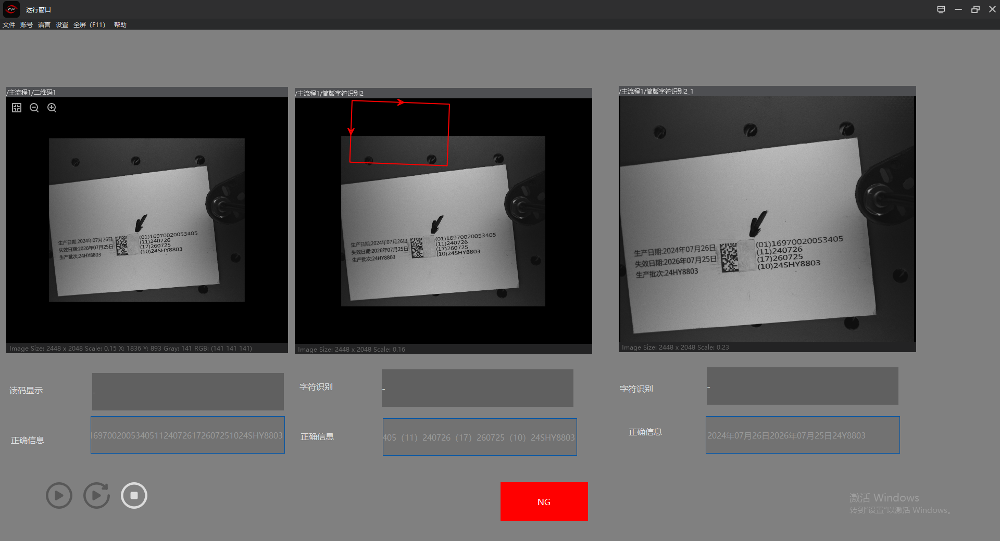 运行窗口
文件 账号 语言 设置 全屏 (F11) 帮助
/主流程1/二维码1
生产日期:2024年07月26日
失效日期:2026年07月25日
生产批次:24HY8803
(01)16970020053405
(11)240726
(17)260725
(10)24SHY8803
Image Size: 2448 x 2048 Scale: 0.15 X: 1836 Y: 893 Gray: 141 RGB: (141 141 141)
/主流程1/简版字符识别2
生产日期:2024年07月26日
失效日期:2026年07月25日
生产批次:24HY8803
(01)16970020053405
(11)240726
(17)260725
(10)24SHY8803
Image Size: 2448 x 2048 Scale: 0.16
/主流程1/简版字符识别2_1
生产日期:2024年07月26日
失效日期:2026年07月25日
生产批次:24HY8803
(01)16970020053405
(11)240726
(17)260725
(10)24SHY8803
Image Size: 2448 x 2048 Scale: 0.23
读码显示
-
字符识别
-
字符识别
-
正确信息
1697002005340511240726172607251024SHY8803
正确信息
405（11）240726（17）260725（10）24SHY8803
正确信息
2024年07月26日2026年07月25日24Y8803
NG
激活 Windows
转到"设置"以激活 Windows。